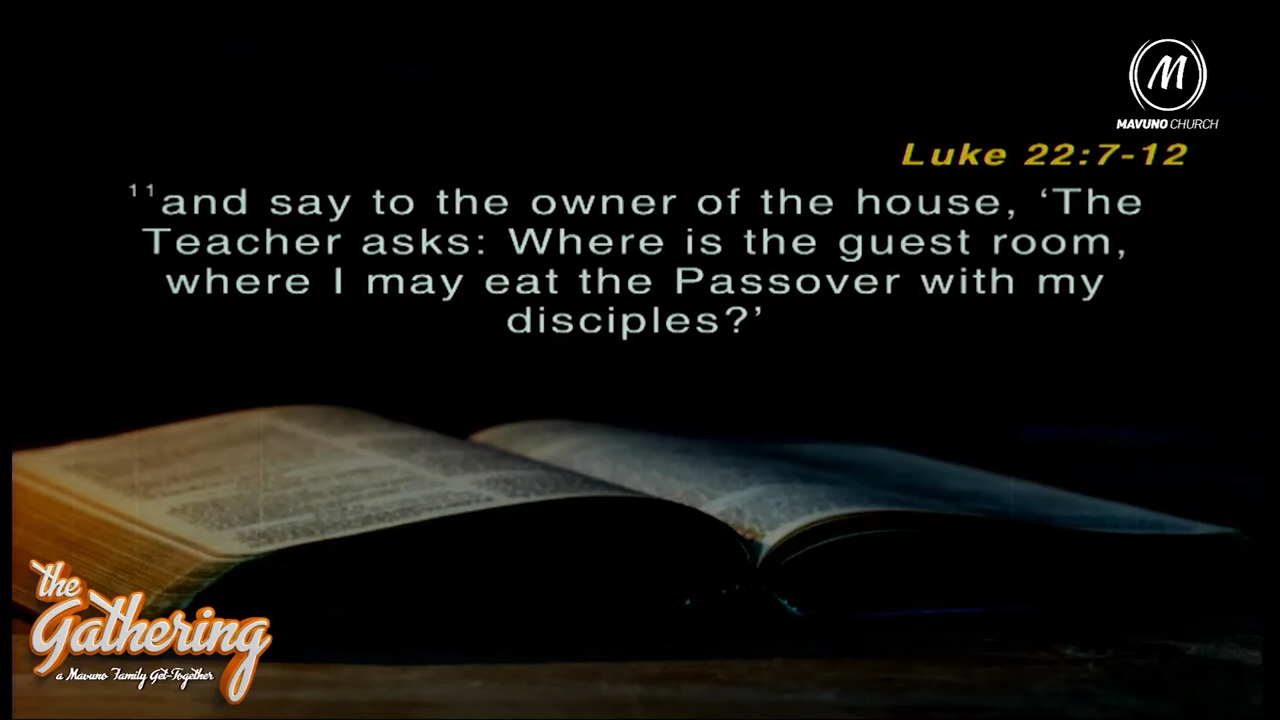 M
MAVUNO CHURCH
Luke 22:7-12
¹¹and say to the owner of the house, ‘The
Teacher asks: Where is the guest room,
where I may eat the Passover with my
disciples?’
the
Gathering
a Mavuno Family Get-Together